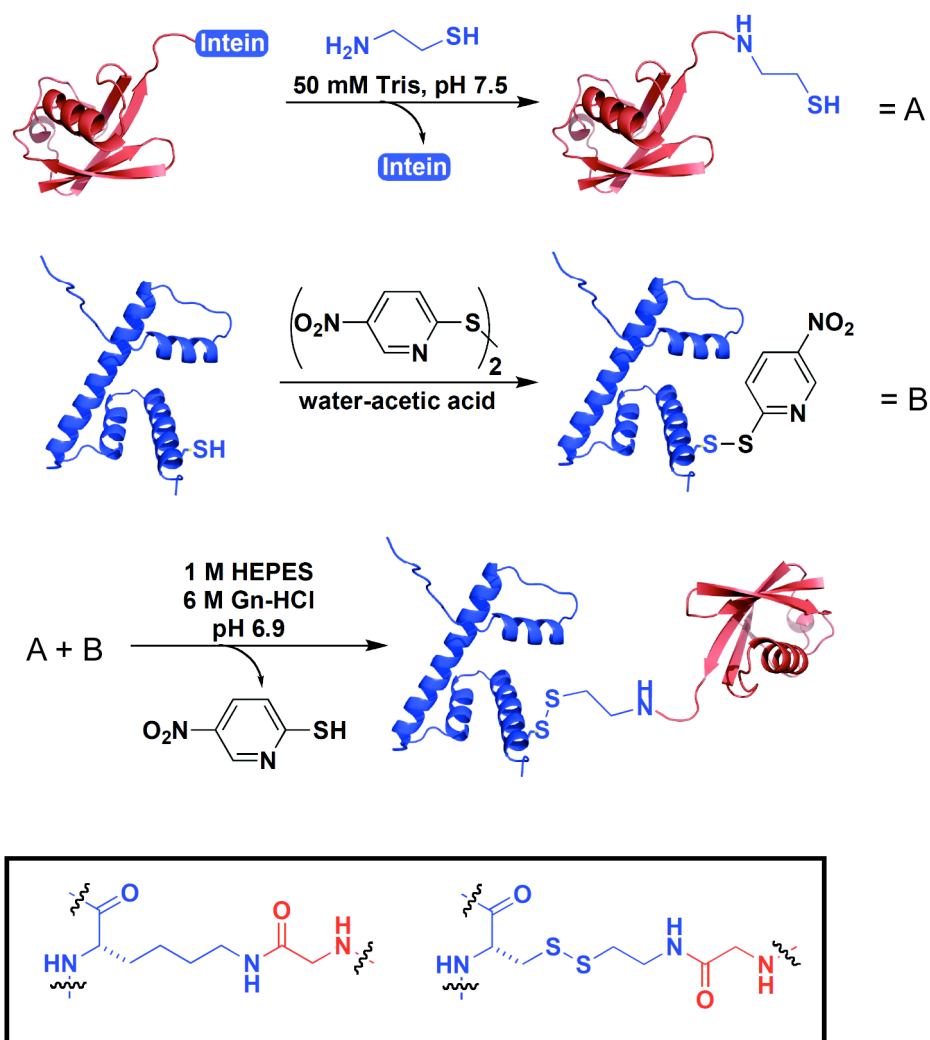 Intein
H₂N SH
50 mM Tris, pH 7.5
Intein
H
N
SH
= A
O₂N S
N 2
water-acetic acid
SH
NO₂
N
S–S
= B
1 M HEPES
6 M Gn-HCl
pH 6.9
A + B
O₂N SH
N
S
S
H
N
O
HN
N
H
O
H
N
O
HN
S
S
H
N
O
N
H